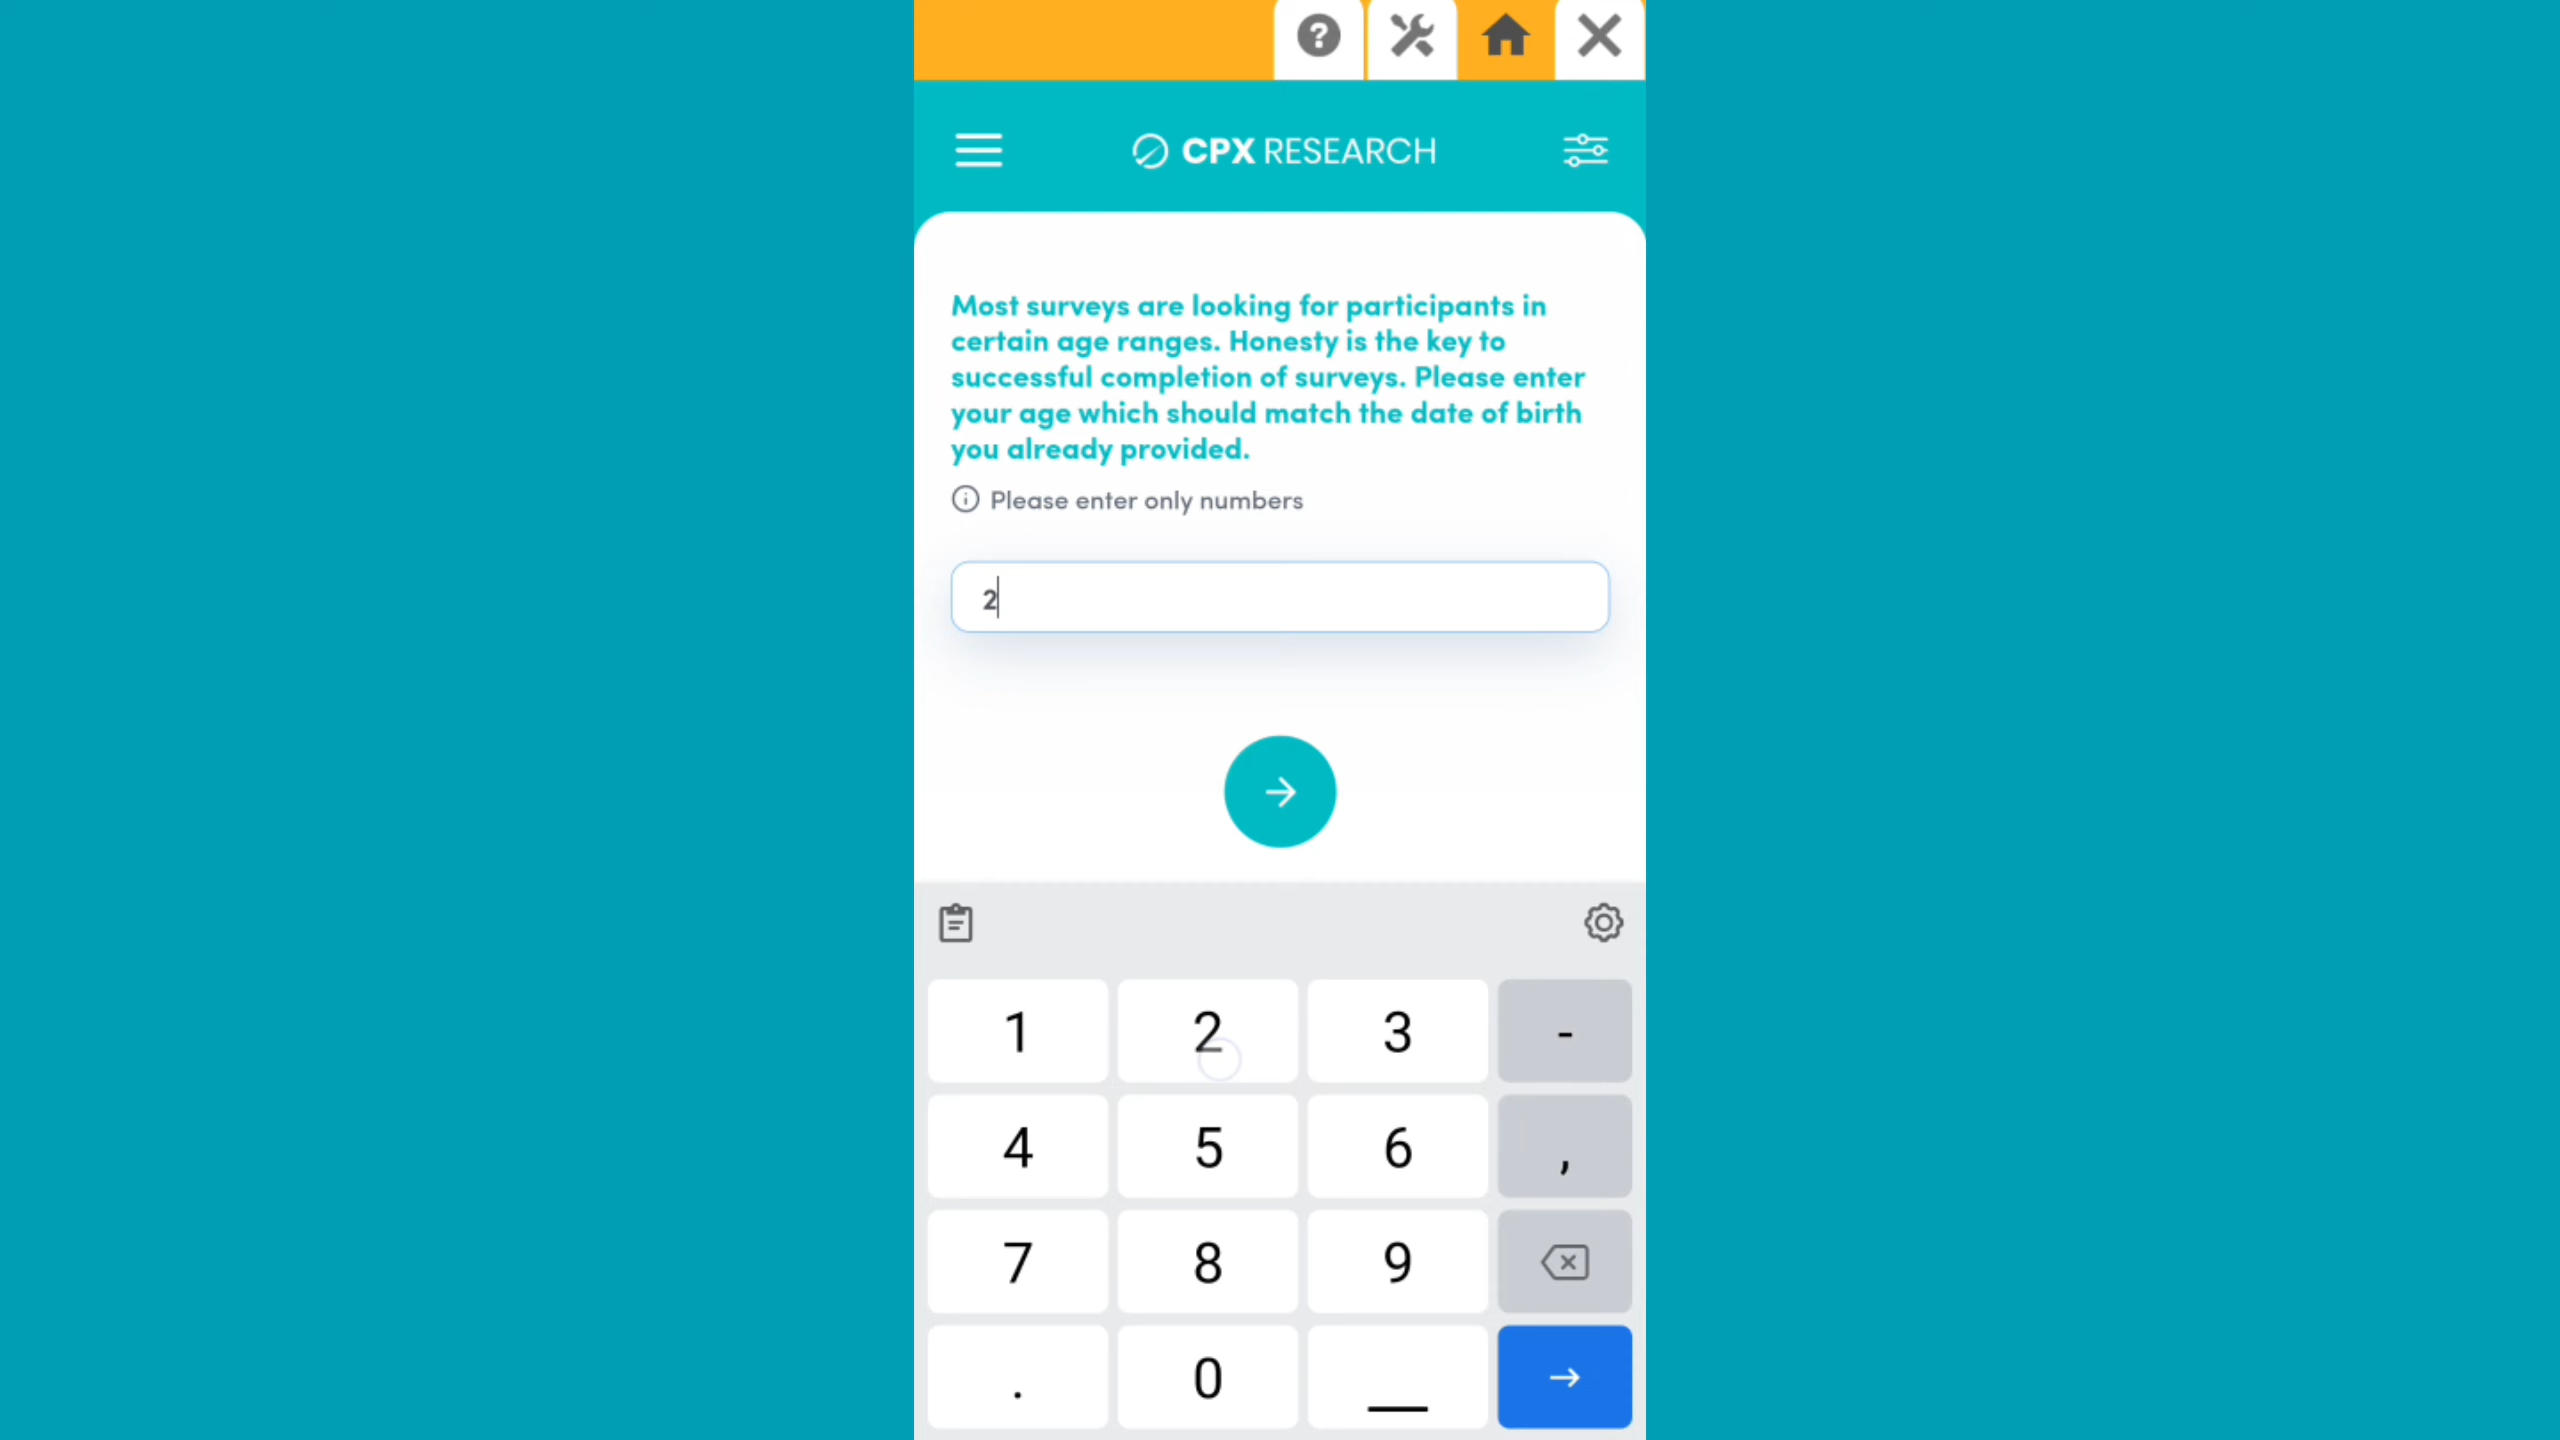 CPX RESEARCH
Most surveys are looking for participants in
certain age ranges. Honesty is the key to
successful completion of surveys. Please enter
your age which should match the date of birth
you already provided.
Please enter only numbers
2
1 2 3 -
4 5 6 ,
7 8 9
. 0